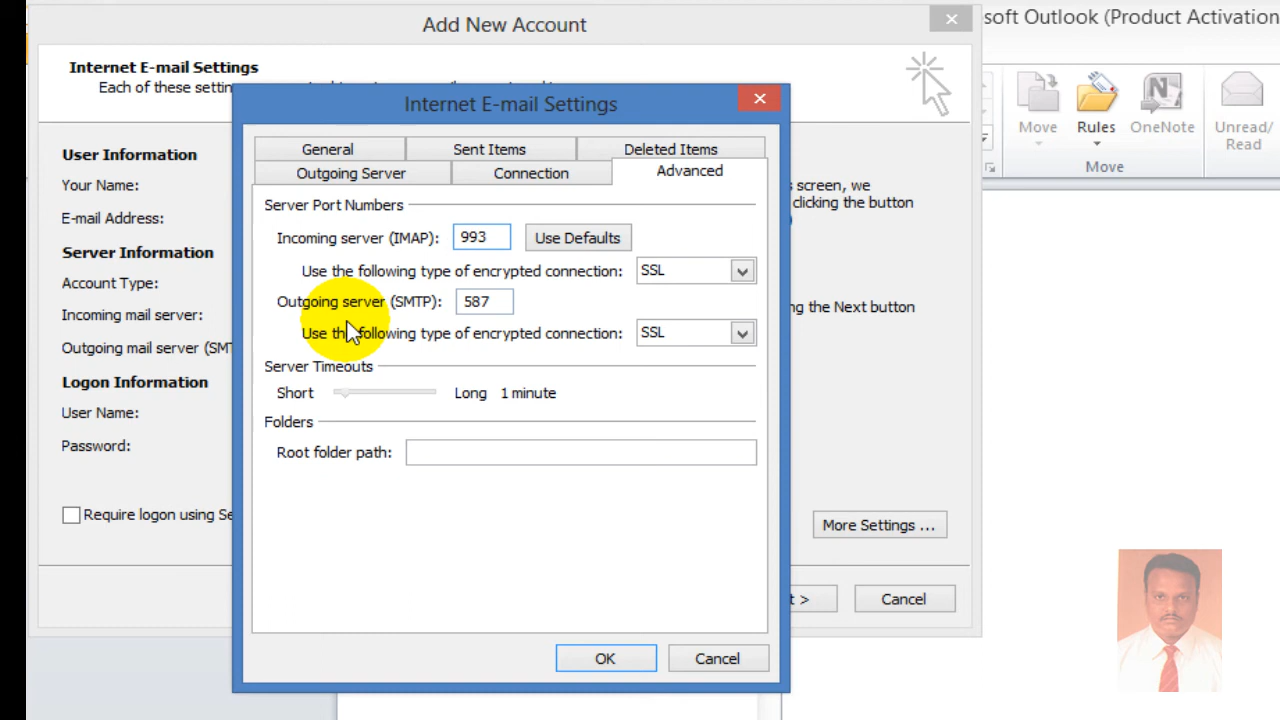 Add New Account
soft Outlook (Product Activation
Internet E-mail Settings
Each of these settin
Internet E-mail Settings
Move
Rules
OneNote
Unread/
Read
Move
General
Sent Items
Deleted Items
Outgoing Server
Connection
Advanced
User Information
Your Name:
E-mail Address:
Server Information
Account Type:
Incoming mail server:
Outgoing mail server (SMT
Logon Information
User Name:
Password:
Require logon using Se
Server Port Numbers
Incoming server (IMAP): 993 Use Defaults
Use the following type of encrypted connection: SSL
Outgoing server (SMTP): 587
Use the following type of encrypted connection: SSL
Server Timeouts
Short Long 1 minute
Folders
Root folder path:
OK Cancel
s screen, we
clicking the button
ng the Next button
More Settings ...
t > Cancel